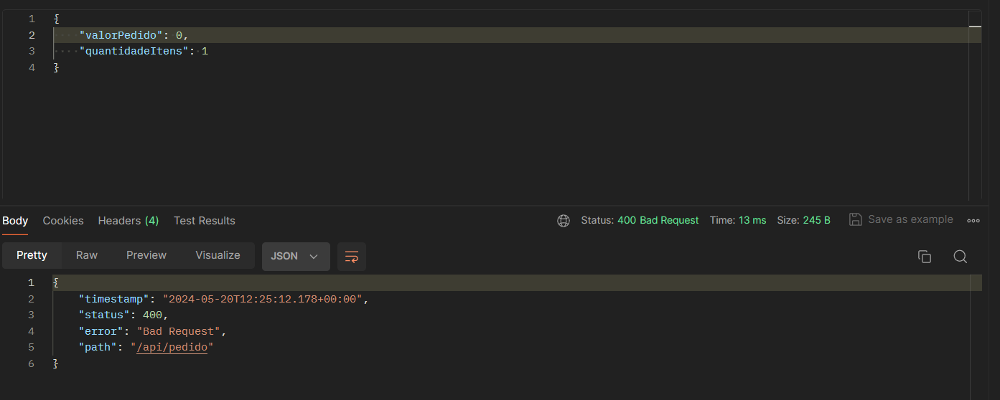 1 {
2 "valorPedido": 0,
3 "quantidadeItens": 1
4 }
Body Cookies Headers (4) Test Results Status: 400 Bad Request Time: 13 ms Size: 245 B Save as example
Pretty Raw Preview Visualize JSON
1 {
2 "timestamp": "2024-05-20T12:25:12.178+00:00",
3 "status": 400,
4 "error": "Bad Request",
5 "path": "/api/pedido"
6 }